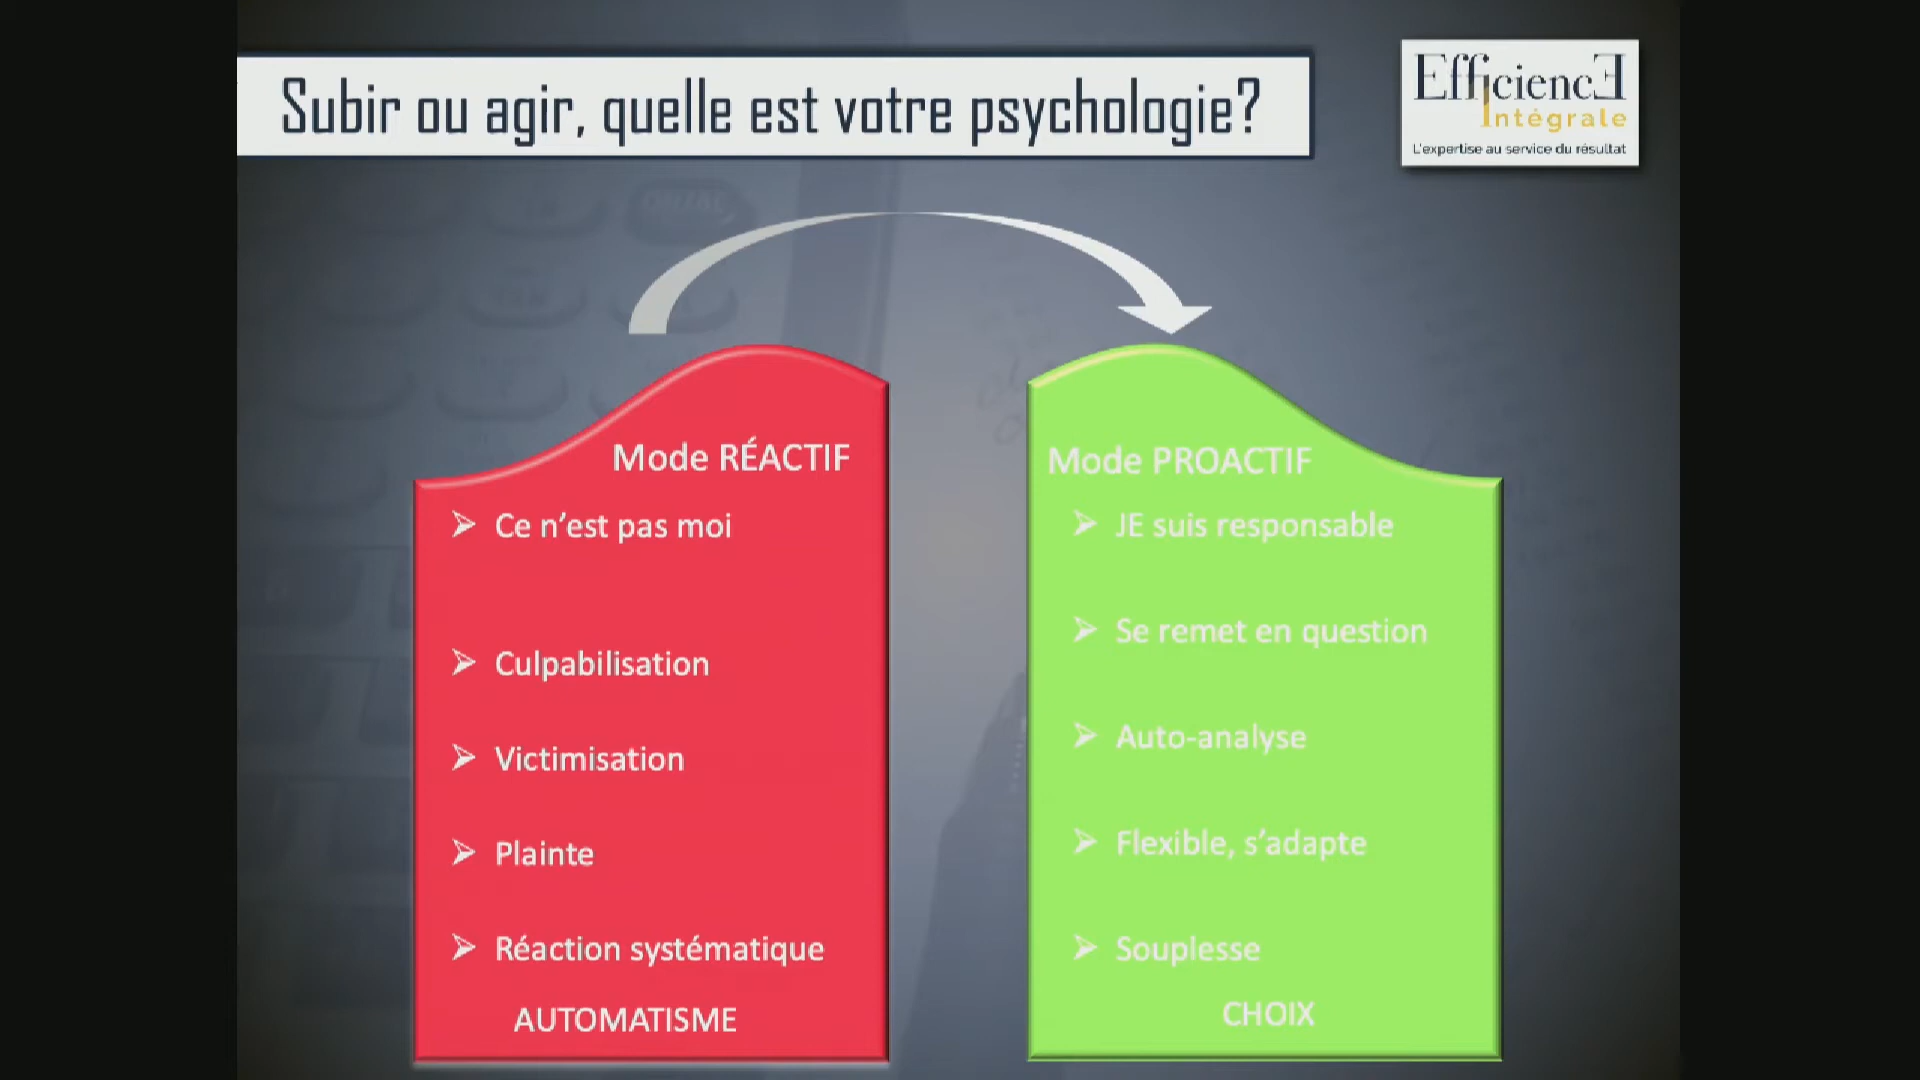 Subir ou agir, quelle est votre psychologie?
EfficiencE
Intégrale
L'expertise au service du résultat
Mode RÉACTIF
Ce n'est pas moi
Culpabilisation
Victimisation
Plainte
Réaction systématique
AUTOMATISME
Mode PROACTIF
JE suis responsable
Se remet en question
Auto-analyse
Flexible, s'adapte
Souplesse
CHOIX